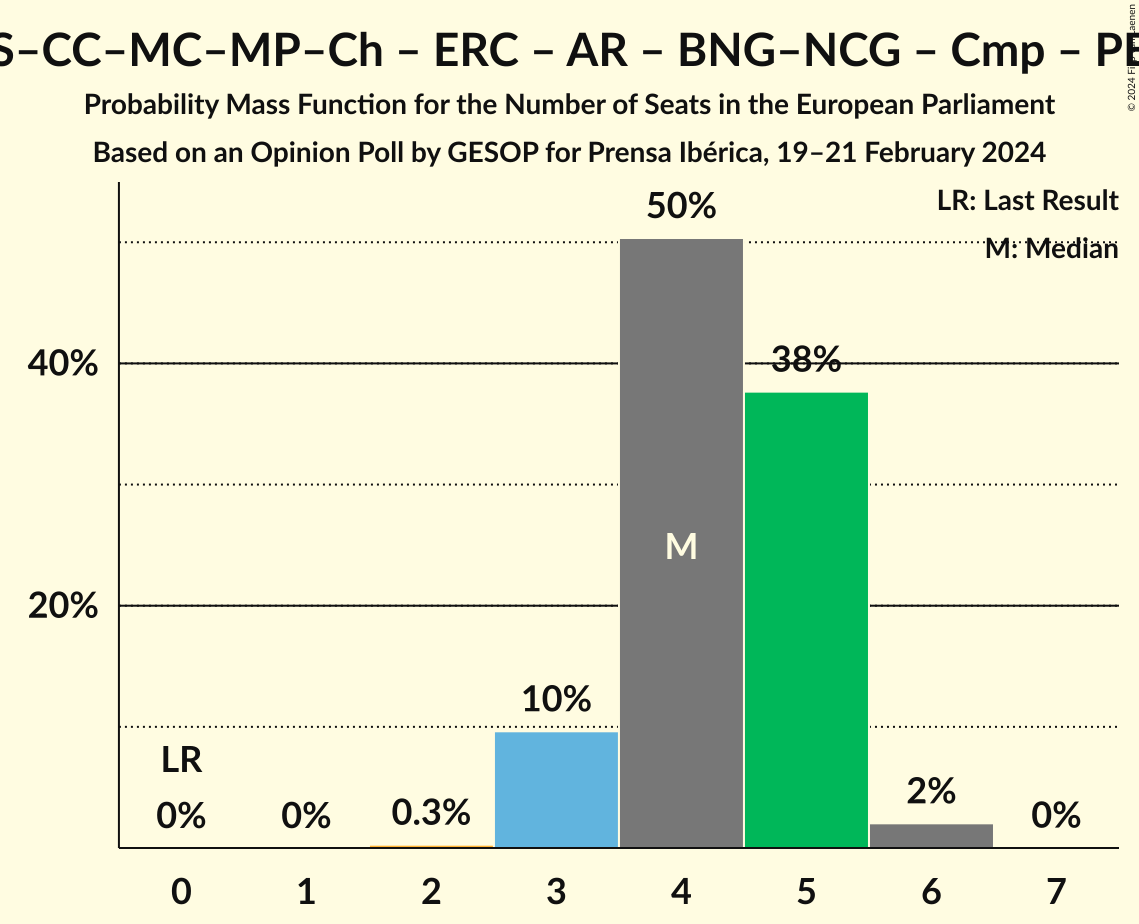 S–CC–MC–MP–Ch – ERC – AR – BNG–NCG – Cmp –
Probability Mass Function for the Number of Seats in the European Parliament
Based on an Opinion Poll by GESOP for Prensa Ibérica, 19–21 February 2024
© 2024
LR: Last Result
M: Median
50%
40%
38%
M
20%
10%
LR
0%
0%
0.3%
2%
0%
0 1 2 3 4 5 6 7